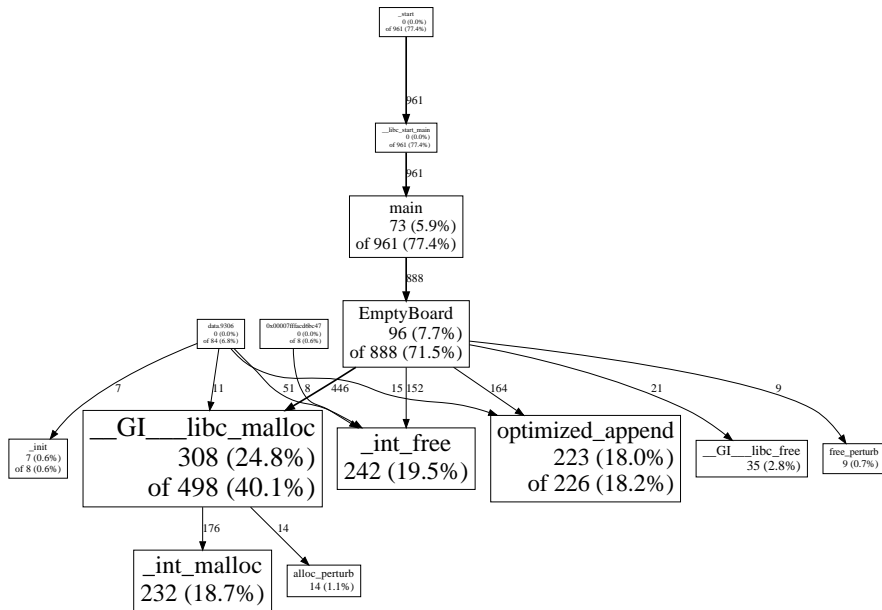 _start
0 (0.0%)
of 961 (77.4%)
961
__libc_start_main
0 (0.0%)
of 961 (77.4%)
961
main
73 (5.9%)
of 961 (77.4%)
888
EmptyBoard
96 (7.7%)
of 888 (71.5%)
data.9306
0 (0.0%)
of 84 (6.8%)
0x00007fffacd6bc47
0 (0.0%)
of 8 (0.6%)
7
11
51
8
446
15
152
164
21
9
_init
7 (0.6%)
of 8 (0.6%)
__GI___libc_malloc
308 (24.8%)
of 498 (40.1%)
_int_free
242 (19.5%)
optimized_append
223 (18.0%)
of 226 (18.2%)
__GI___libc_free
35 (2.8%)
free_perturb
9 (0.7%)
176
14
_int_malloc
232 (18.7%)
alloc_perturb
14 (1.1%)